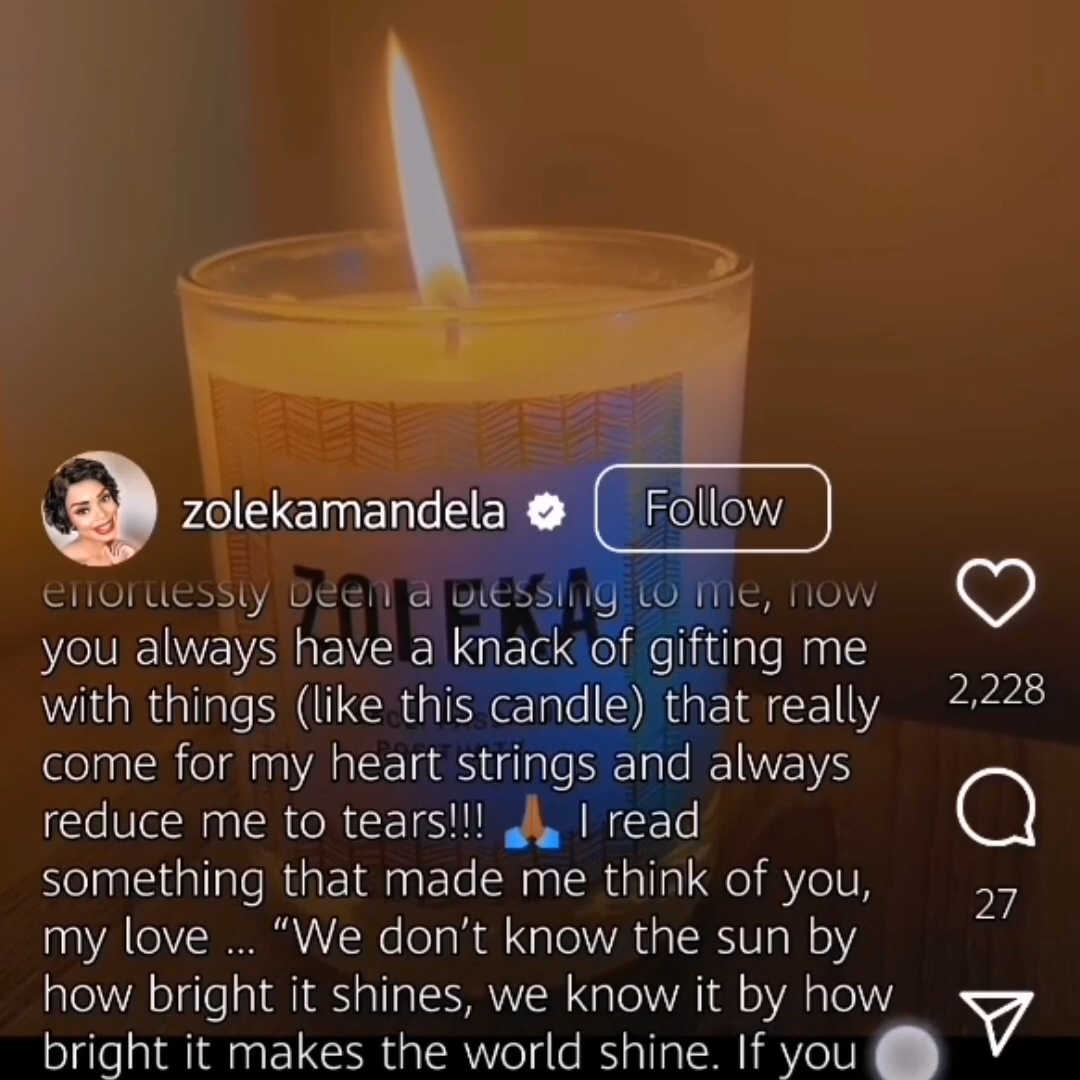 zolekamandela
Follow
effortlessly been a blessing to me, now
you always have a knack of gifting me
with things (like this candle) that really
come for my heart strings and always
reduce me to tears!!! 🙏🏽 I read
something that made me think of you,
my love ... “We don’t know the sun by
how bright it shines, we know it by how
bright it makes the world shine. If you
2,228
27
ZOLEKA